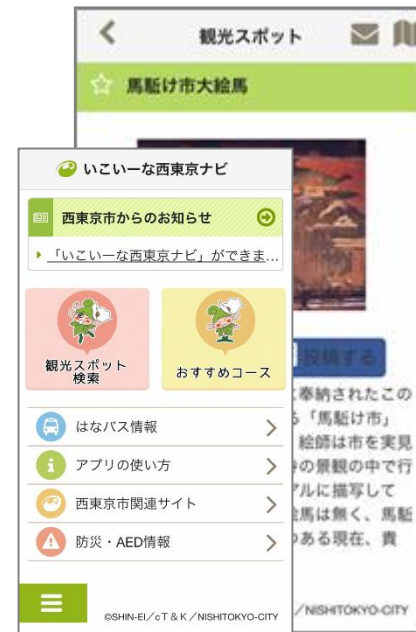 観光スポット
馬駈け市大絵馬
いこいーな西東京ナビ
西東京市からのお知らせ
「いこいーな西東京ナビ」ができま...
観光スポット
検索
おすすめコース
はなバス情報
アプリの使い方
西東京市関連サイト
防災・AED情報
©SHIN-EI/cT&K/NISHITOKYO-CITY
投稿する
奉納されたこの
「馬駈け市」
絵師は市を実見
の景観の中で行
アルに描写して
絵馬は無く、馬駈
ある現在、貴
/NISHITOKYO-CITY